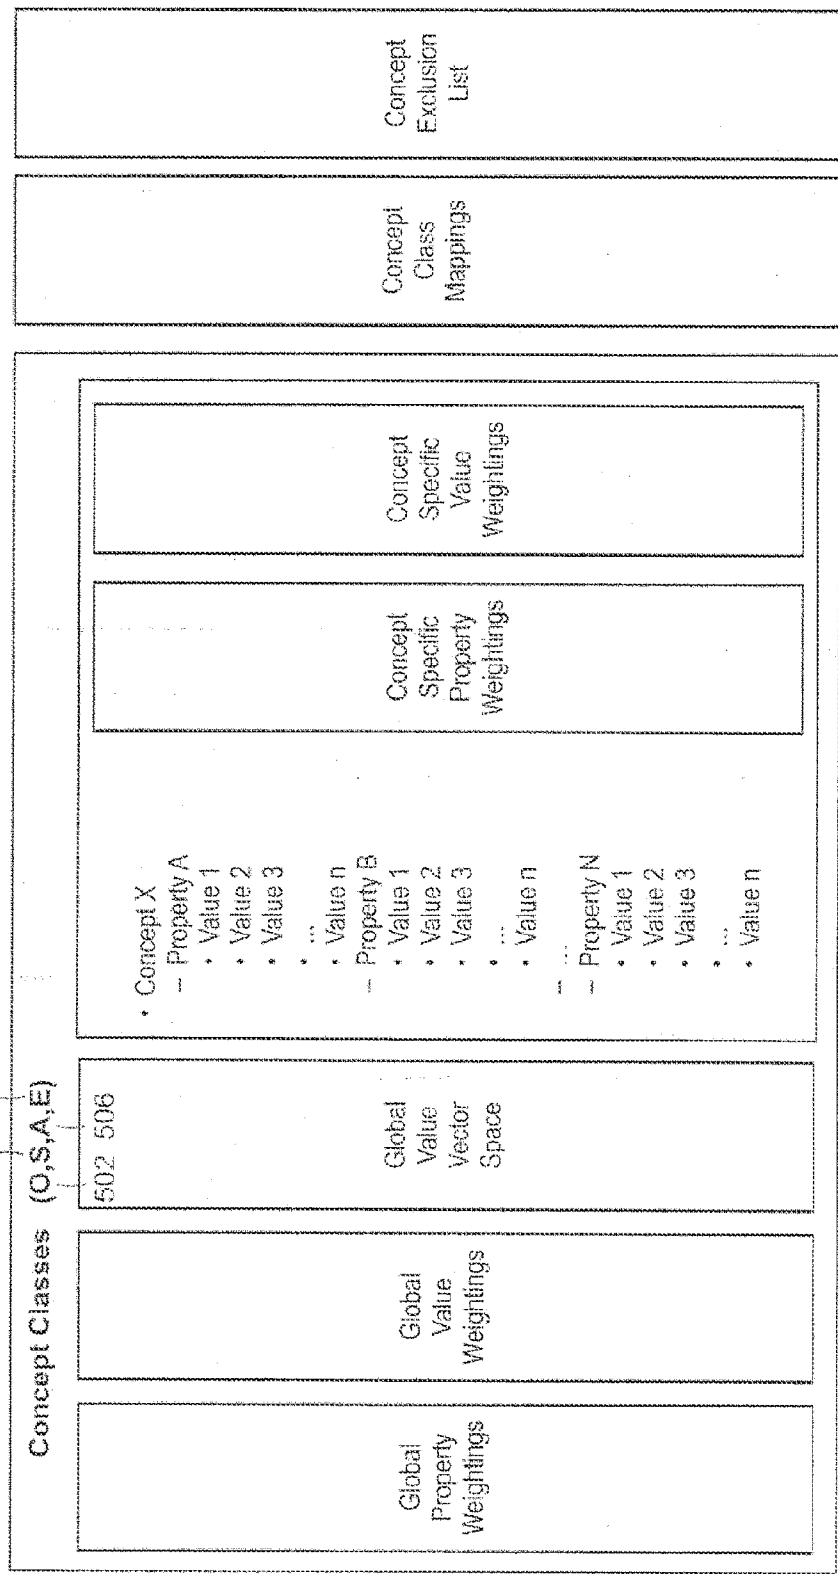 Concept Classes (O,S,A,E)
502 506
Global
Property
Weightings
Global
Value
Weightings
Global
Value
Vector
Space
• Concept X
– Property A
• Value 1
• Value 2
• Value 3
• ...
• Value n
– Property B
• Value 1
• Value 2
• Value 3
• ...
• Value n
– ...
– Property N
• Value 1
• Value 2
• Value 3
• ...
• Value n
Concept
Specific
Property
Weightings
Concept
Specific
Value
Weightings
Concept
Class
Mappings
Concept
Exclusion
List